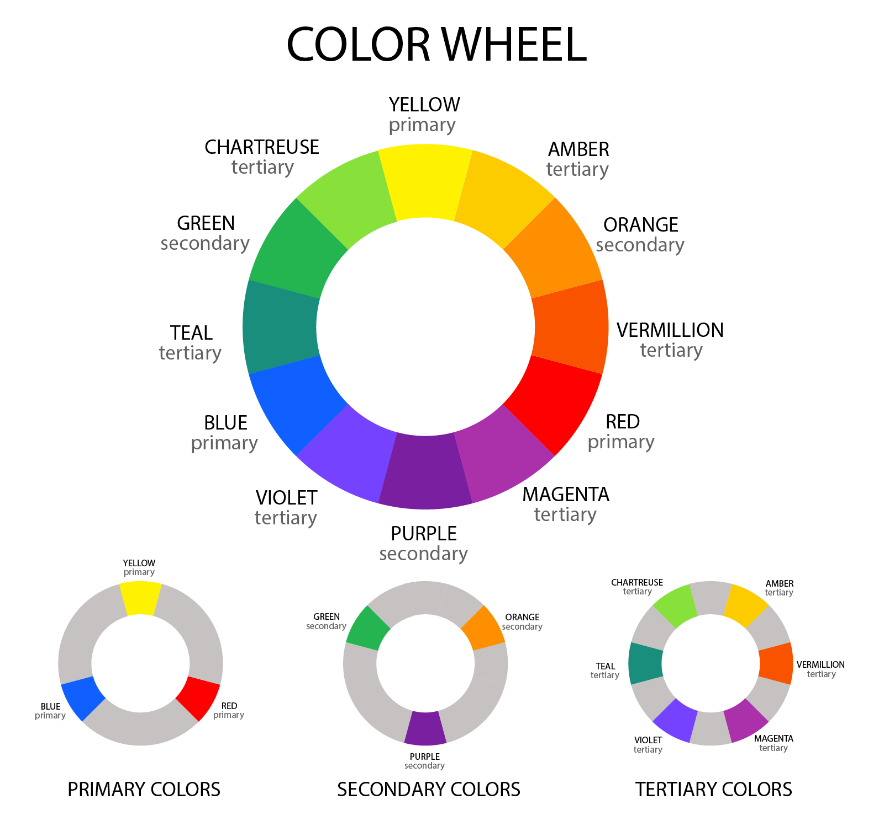 COLOR WHEEL
YELLOW
primary
CHARTREUSE
tertiary
AMBER
tertiary
GREEN
secondary
ORANGE
secondary
TEAL
tertiary
VERMILLION
tertiary
BLUE
primary
RED
primary
VIOLET
tertiary
MAGENTA
tertiary
PURPLE
secondary
YELLOW
primary
BLUE
primary
RED
primary
PRIMARY COLORS
GREEN
secondary
ORANGE
secondary
PURPLE
secondary
SECONDARY COLORS
CHARTREUSE
tertiary
AMBER
tertiary
TEAL
tertiary
VERMILLION
tertiary
VIOLET
tertiary
MAGENTA
tertiary
TERTIARY COLORS